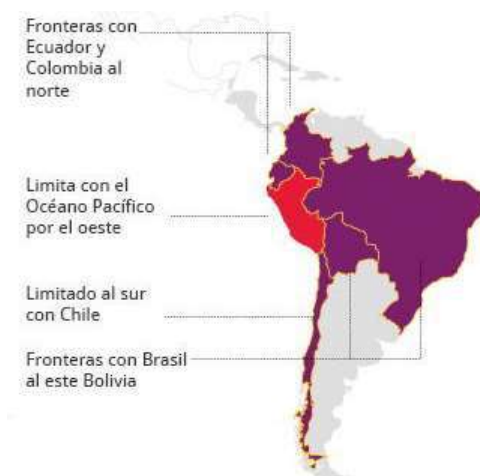 Fronteras con
Ecuador y
Colombia al
norte
Limita con el
Océano Pacífico
por el oeste
Limitado al sur
con Chile
Fronteras con Brasil
al este Bolivia